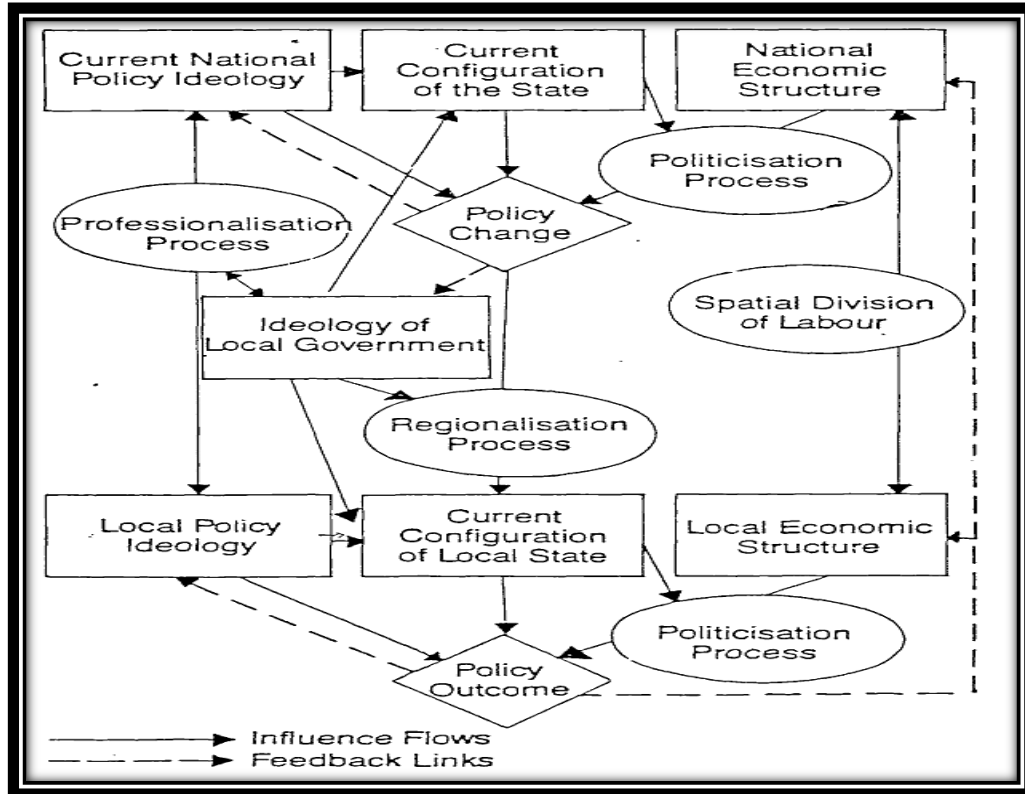 Current National
Policy Ideology
Current
Configuration
of the State
National
Economic
Structure
Politicisation
Process
Professionalisation
Process
Policy
Change
Ideology of
Local Government
Spatial Division
of Labour
Regionalisation
Process
Local Policy
Ideology
Current
Configuration
of Local State
Local Economic
Structure
Politicisation
Process
Policy
Outcome
Influence Flows
Feedback Links